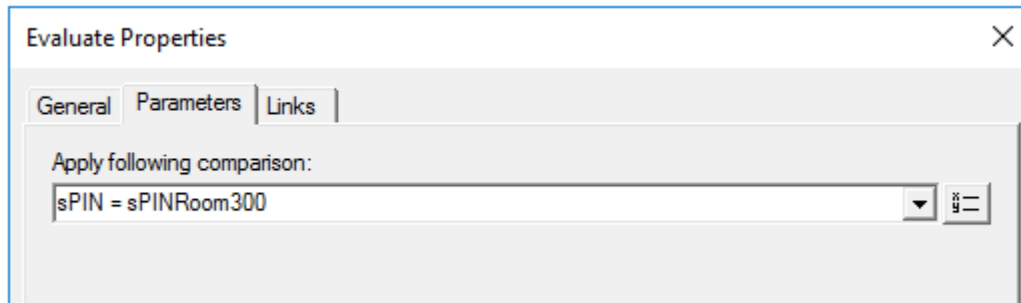 Evaluate Properties
General Parameters Links
Apply following comparison:
sPIN = sPINRoom300